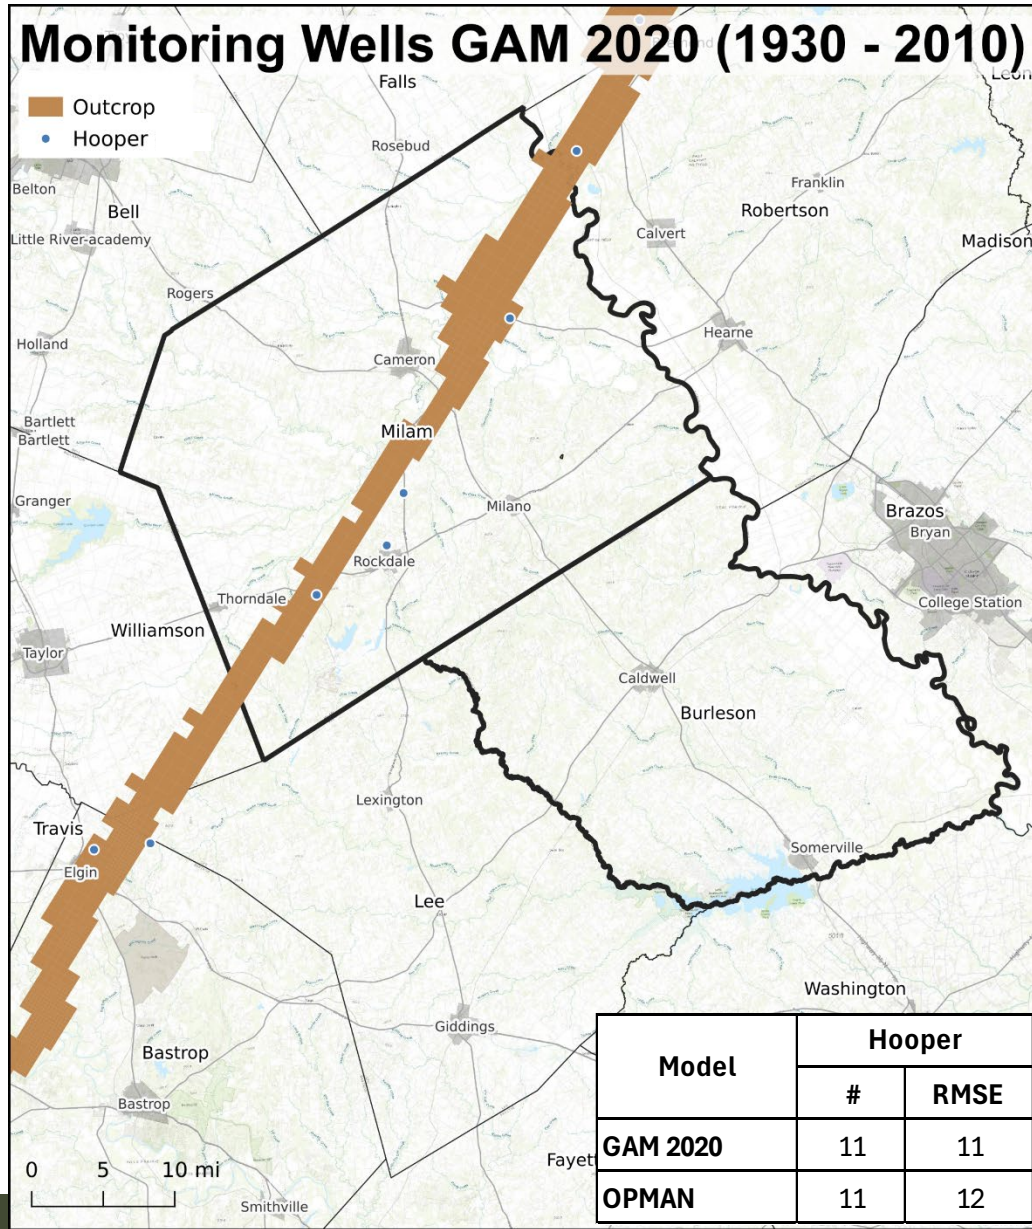 Monitoring Wells GAM 2020 (1930 - 2010)
Leon
Falls
Outcrop
Hooper
Rosebud
Belton
Bell
Franklin
Robertson
Little River-academy
Calvert
Madison
Rogers
Holland
Hearne
Cameron
Bartlett
Bartlett
Milam
Granger
Milano
Brazos
Bryan
Rockdale
Thorndale
College Station
Williamson
Taylor
Caldwell
Burleson
Lexington
Travis
Elgin
Somerville
Lee
Washington
Giddings
Bastrop
Bastrop
Model
Hooper
# RMSE
GAM 2020 11 11
OPMAN 11 12
Fayett
0 5 10 mi
Smithville